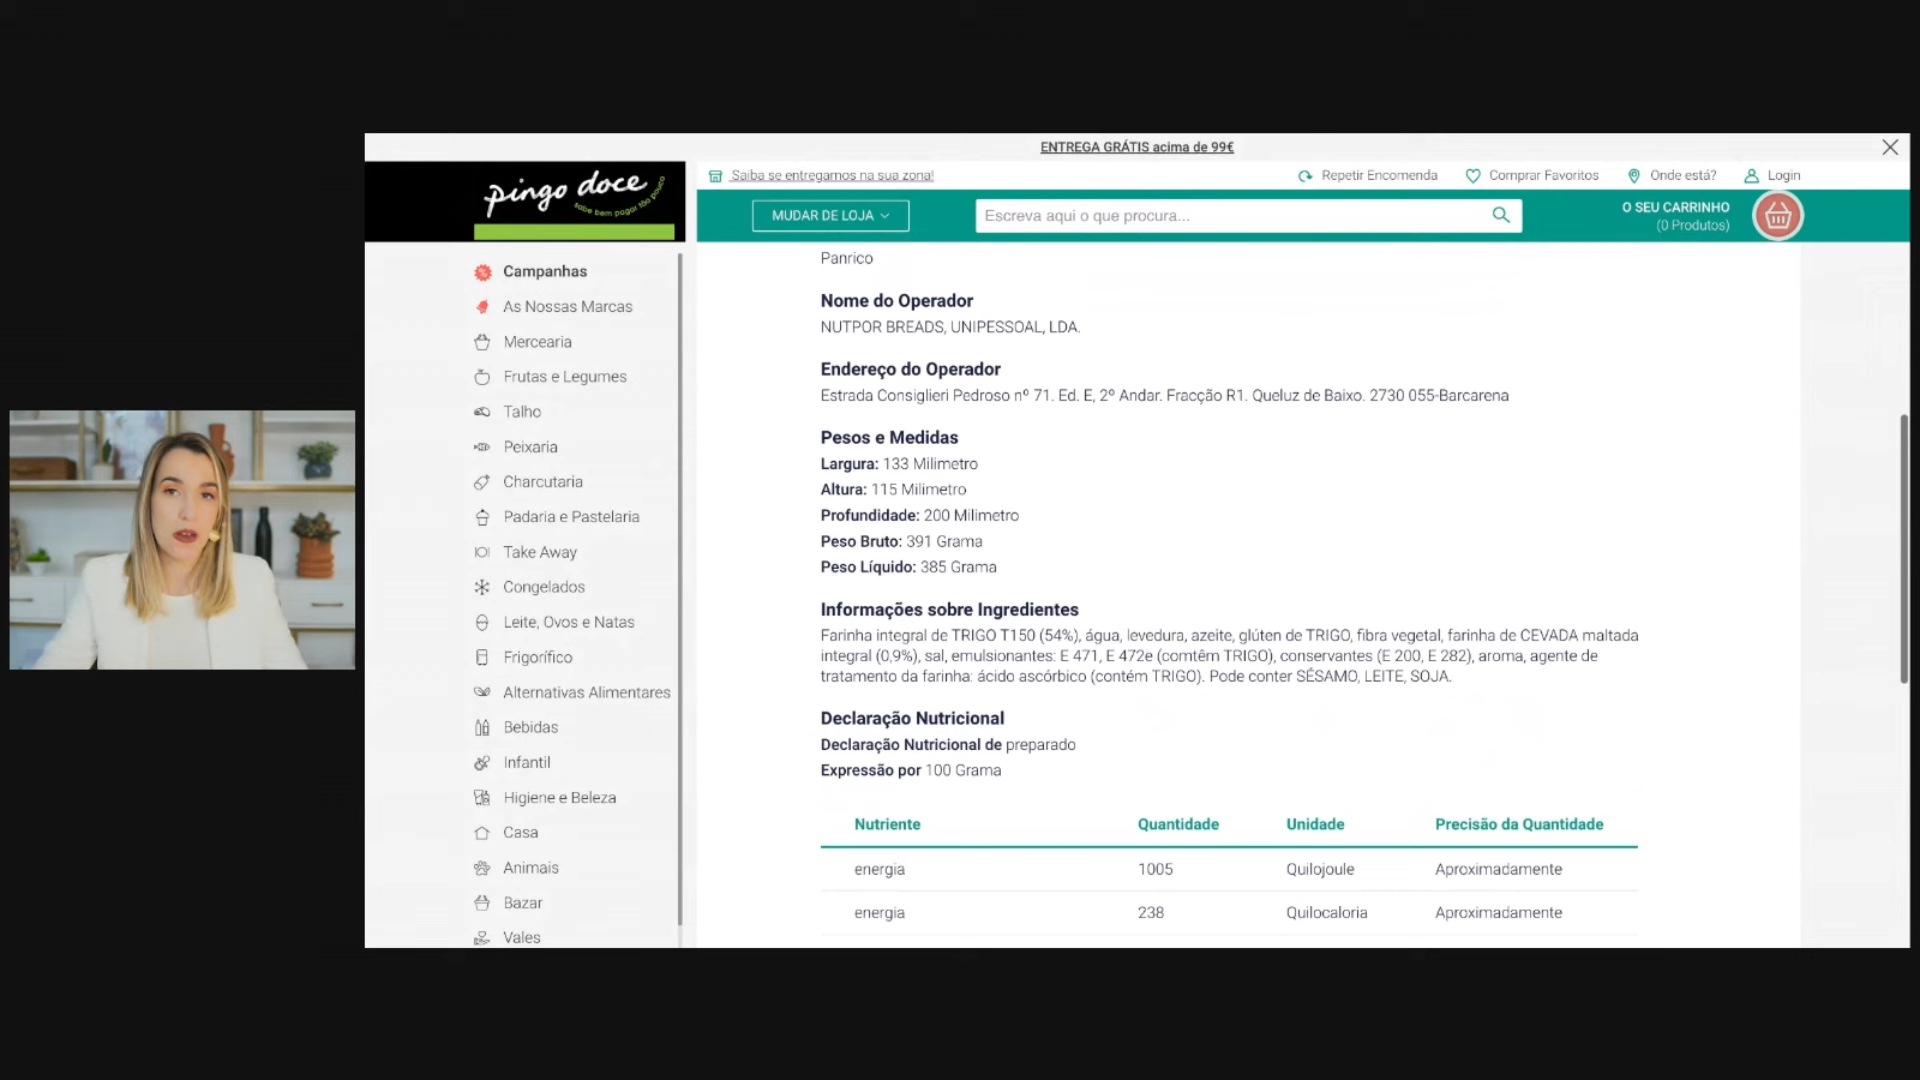 ENTREGA GRÁTIS acima de 99€
pingo doce
sabe bem pagar tão pouco
Saiba se entregamos na sua zona!
Repetir Encomenda
Comprar Favoritos
Onde está?
Login
MUDAR DE LOJA
Escreva aqui o que procura...
O SEU CARRINHO
(0 Produtos)
Campanhas
As Nossas Marcas
Mercearia
Frutas e Legumes
Talho
Peixaria
Charcutaria
Padaria e Pastelaria
Take Away
Congelados
Leite, Ovos e Natas
Frigorífico
Alternativas Alimentares
Bebidas
Infantil
Higiene e Beleza
Casa
Animais
Bazar
Vales
Panrico
Nome do Operador
NUTPOR BREADS, UNIPESSOAL, LDA.
Endereço do Operador
Estrada Consiglieri Pedroso nº 71. Ed. E, 2º Andar. Fracção R1. Queluz de Baixo. 2730 055-Barcarena
Pesos e Medidas
Largura: 133 Milimetro
Altura: 115 Milimetro
Profundidade: 200 Milimetro
Peso Bruto: 391 Grama
Peso Líquido: 385 Grama
Informações sobre Ingredientes
Farinha integral de TRIGO T150 (54%), água, levedura, azeite, glúten de TRIGO, fibra vegetal, farinha de CEVADA maltada
integral (0,9%), sal, emulsionantes: E 471, E 472e (comtêm TRIGO), conservantes (E 200, E 282), aroma, agente de
tratamento da farinha: ácido ascórbico (contém TRIGO). Pode conter SÉSAMO, LEITE, SOJA.
Declaração Nutricional
Declaração Nutricional de preparado
Expressão por 100 Grama
Nutriente Quantidade Unidade Precisão da Quantidade
energia 1005 Quilojoule Aproximadamente
energia 238 Quilocaloria Aproximadamente